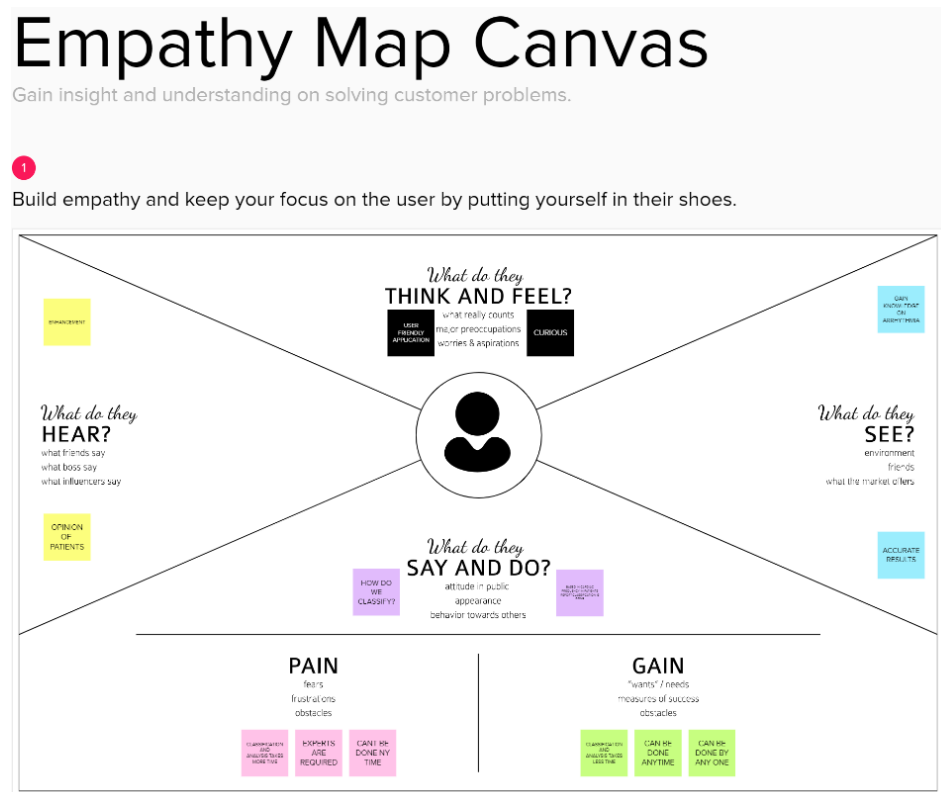 Empathy Map Canvas
Gain insight and understanding on solving customer problems.
1
Build empathy and keep your focus on the user by putting yourself in their shoes.
What do they
THINK AND FEEL?
what really counts
major preoccupations
worries & aspirations
USER
FRIENDLY
APPLICATION
CURIOUS
ENHANCEMENT
GAIN
KNOWLEDGE
ON
ARRHYTHMIA
What do they
HEAR?
what friends say
what boss say
what influencers say
OPINION
OF
PATIENTS
What do they
SEE?
environment
friends
what the market offers
ACCURATE
RESULTS
What do they
SAY AND DO?
attitude in public
appearance
behavior towards others
HOW DO
WE
CLASSIFY?
PAIN
fears
frustrations
obstacles
CLASSIFICATION
AND
ANALYSIS TAKES
MORE TIME
EXPERTS
ARE
REQUIRED
CANT BE
DONE NY
TIME
GAIN
"wants" / needs
measures of success
obstacles
CLASSIFICATION
AND
ANALYSIS TAKES
LESS TIME
CAN BE
DONE
ANYTIME
CAN BE
DONE BY
ANY ONE